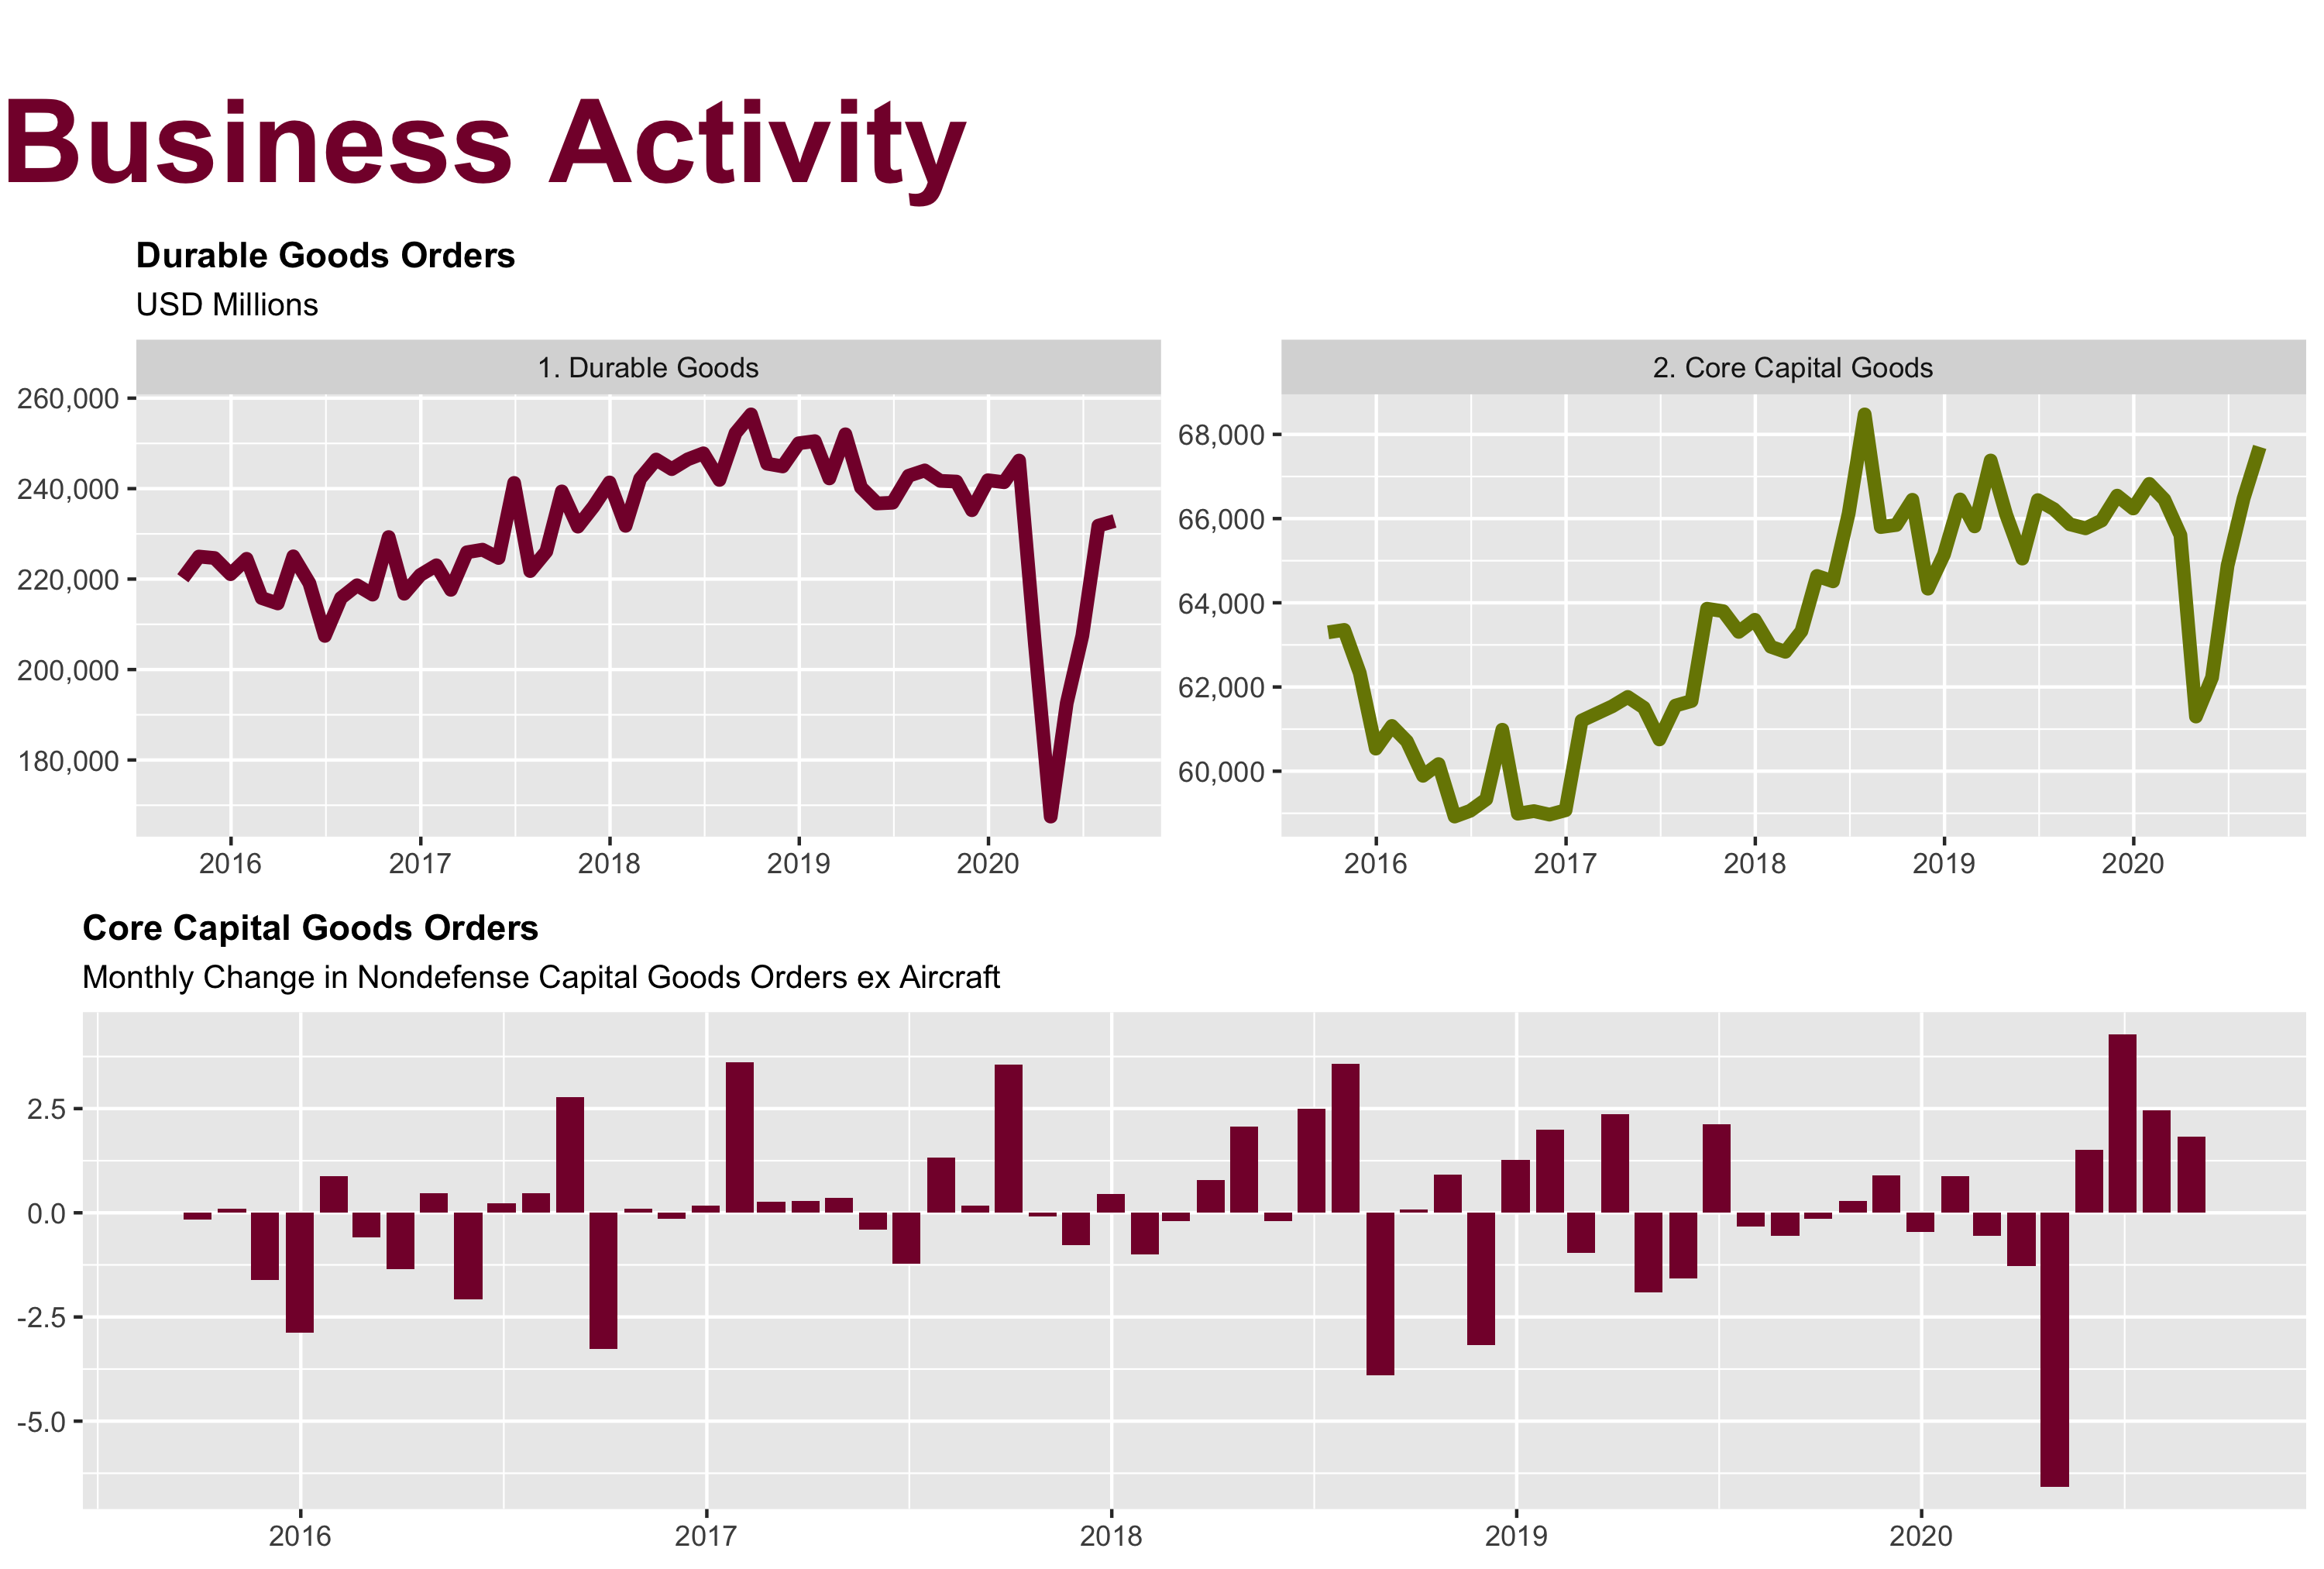 Business Activity
Durable Goods Orders
USD Millions
1. Durable Goods
260,000
240,000
220,000
200,000
180,000
2016 2017 2018 2019 2020
2. Core Capital Goods
68,000
66,000
64,000
62,000
60,000
2016 2017 2018 2019 2020
Core Capital Goods Orders
Monthly Change in Nondefense Capital Goods Orders ex Aircraft
2.5
0.0
-2.5
-5.0
2016 2017 2018 2019 2020